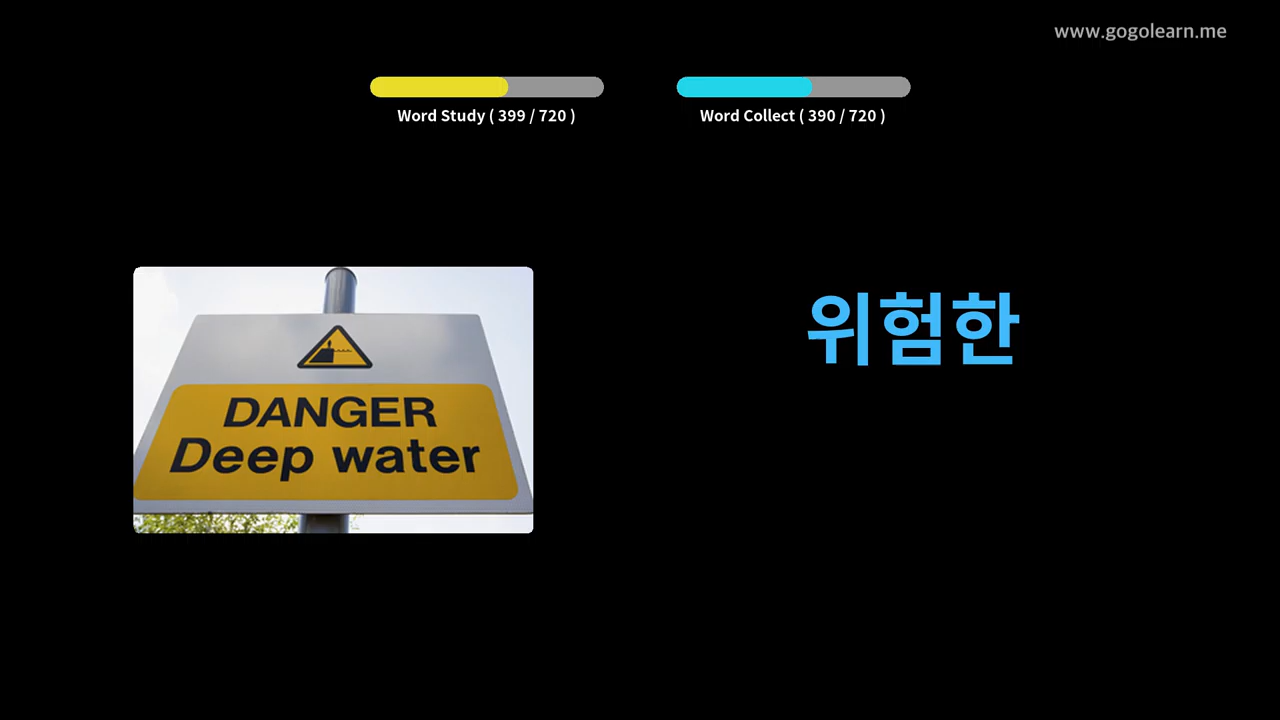 www.gogolearn.me
Word Study ( 399 / 720 )
Word Collect ( 390 / 720 )
DANGER
Deep water
위험한